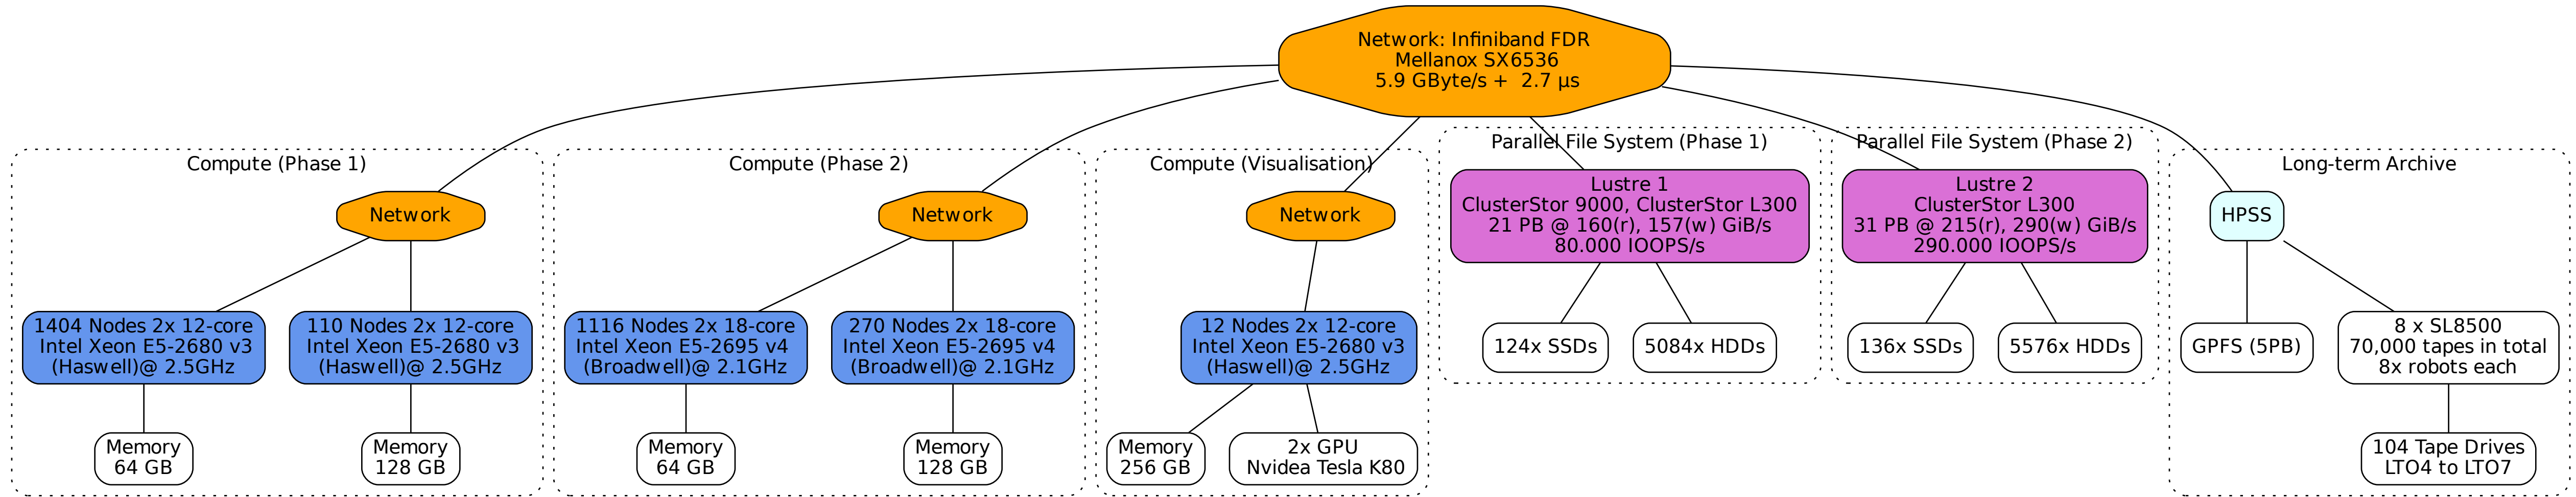 Network: Infiniband FDR
Mellanox SX6536
5.9 GByte/s + 2.7 µs
Compute (Phase 1)
Network
1404 Nodes 2x 12-core
Intel Xeon E5-2680 v3
(Haswell)@ 2.5GHz
110 Nodes 2x 12-core
Intel Xeon E5-2680 v3
(Haswell)@ 2.5GHz
Memory
64 GB
Memory
128 GB
Compute (Phase 2)
Network
1116 Nodes 2x 18-core
Intel Xeon E5-2695 v4
(Broadwell)@ 2.1GHz
270 Nodes 2x 18-core
Intel Xeon E5-2695 v4
(Broadwell)@ 2.1GHz
Memory
64 GB
Memory
128 GB
Compute (Visualisation)
Network
12 Nodes 2x 12-core
Intel Xeon E5-2680 v3
(Haswell)@ 2.5GHz
Memory
256 GB
2x GPU
Nvidea Tesla K80
Parallel File System (Phase 1)
Lustre 1
ClusterStor 9000, ClusterStor L300
21 PB @ 160(r), 157(w) GiB/s
80.000 IOOPS/s
124x SSDs
5084x HDDs
Parallel File System (Phase 2)
Lustre 2
ClusterStor L300
31 PB @ 215(r), 290(w) GiB/s
290.000 IOOPS/s
136x SSDs
5576x HDDs
Long-term Archive
HPSS
GPFS (5PB)
8 x SL8500
70,000 tapes in total
8x robots each
104 Tape Drives
LTO4 to LTO7